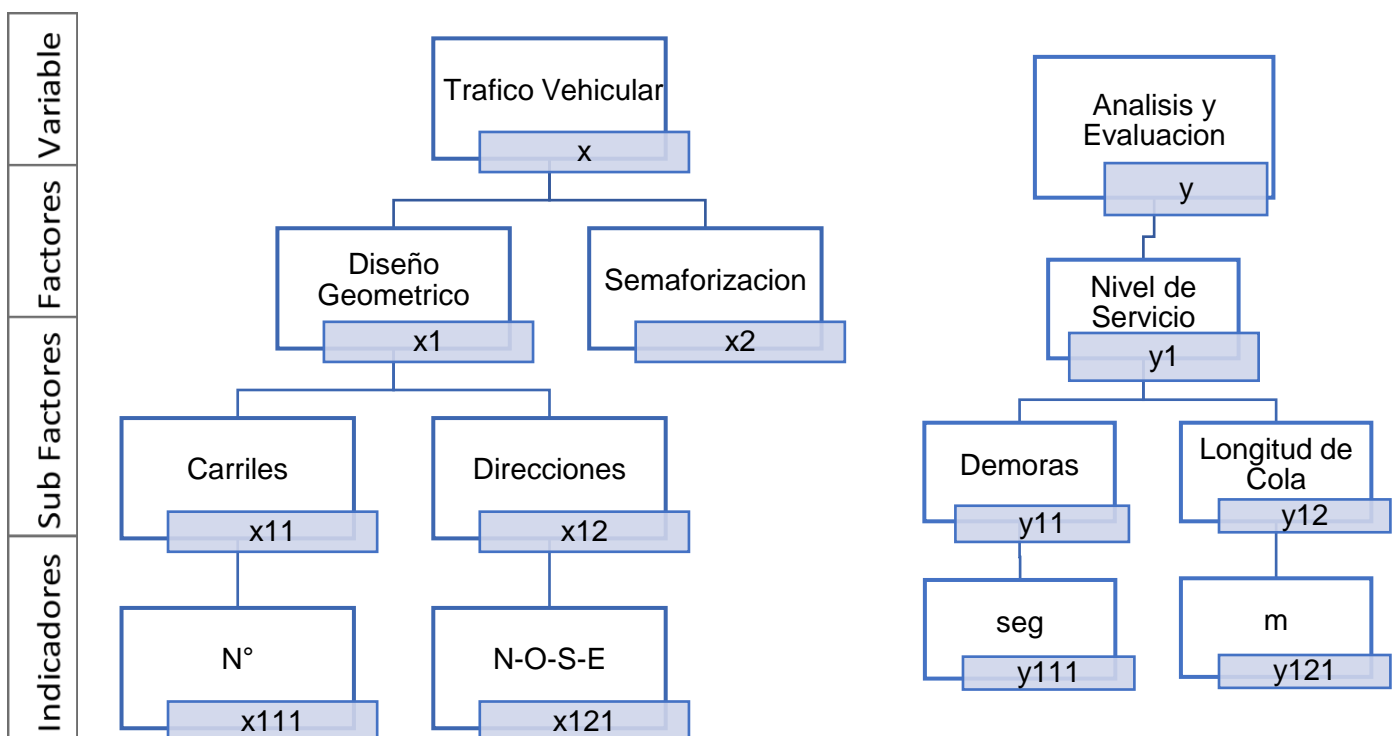 Variable
Trafico Vehicular
x
Analisis y
Evaluacion
y
Factores
Diseño
Geometrico
x1
Semaforizacion
x2
Nivel de
Servicio
y1
Sub Factores
Carriles
x11
Direcciones
x12
Demoras
y11
Longitud de
Cola
y12
Indicadores
N°
x111
N-O-S-E
x121
seg
y111
m
y121